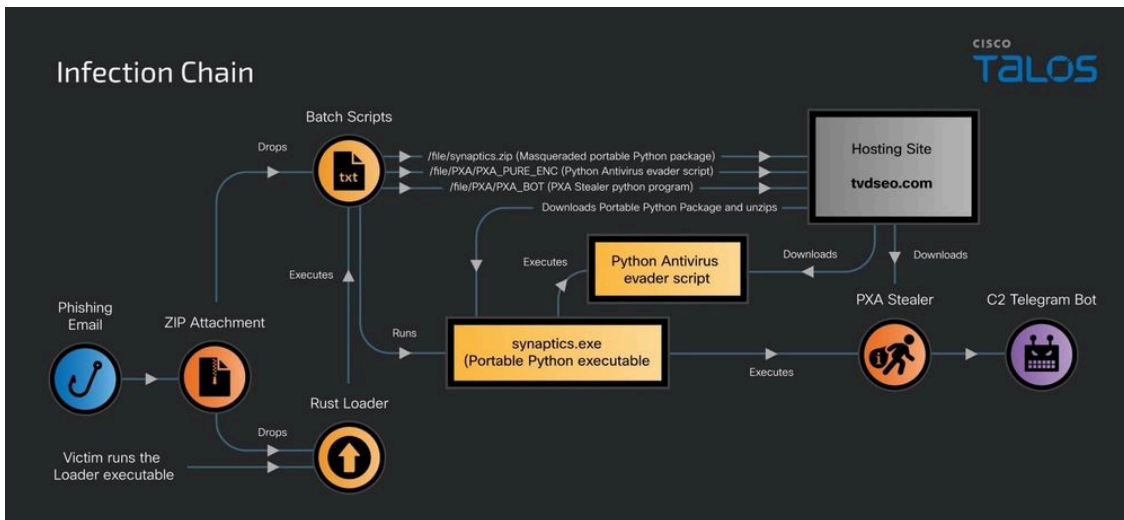 Infection Chain
CISCO
TALOS
Batch Scripts
Drops
txt
/file/synaptics.zip (Masqueraded portable Python package)
/file/PXA/PXA_PURE_ENC (Python Antivirus evader script)
/file/PXA/PXA_BOT (PXA Stealer python program)
Hosting Site
tvdseo.com
Downloads Portable Python Package and unzips
Executes
Executes
Python Antivirus
evader script
Downloads
Downloads
Phishing
Email
ZIP Attachment
PXA Stealer
C2 Telegram Bot
Runs
synaptics.exe
(Portable Python executable
Executes
Rust Loader
Drops
Victim runs the
Loader executable